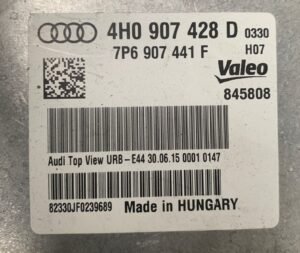 4H0 907 428 D 0330
7P6 907 441 F H07
Valeo
845808
Audi Top View URB-E44 30.06.15 0001 0147
82330JF0239689 Made in HUNGARY